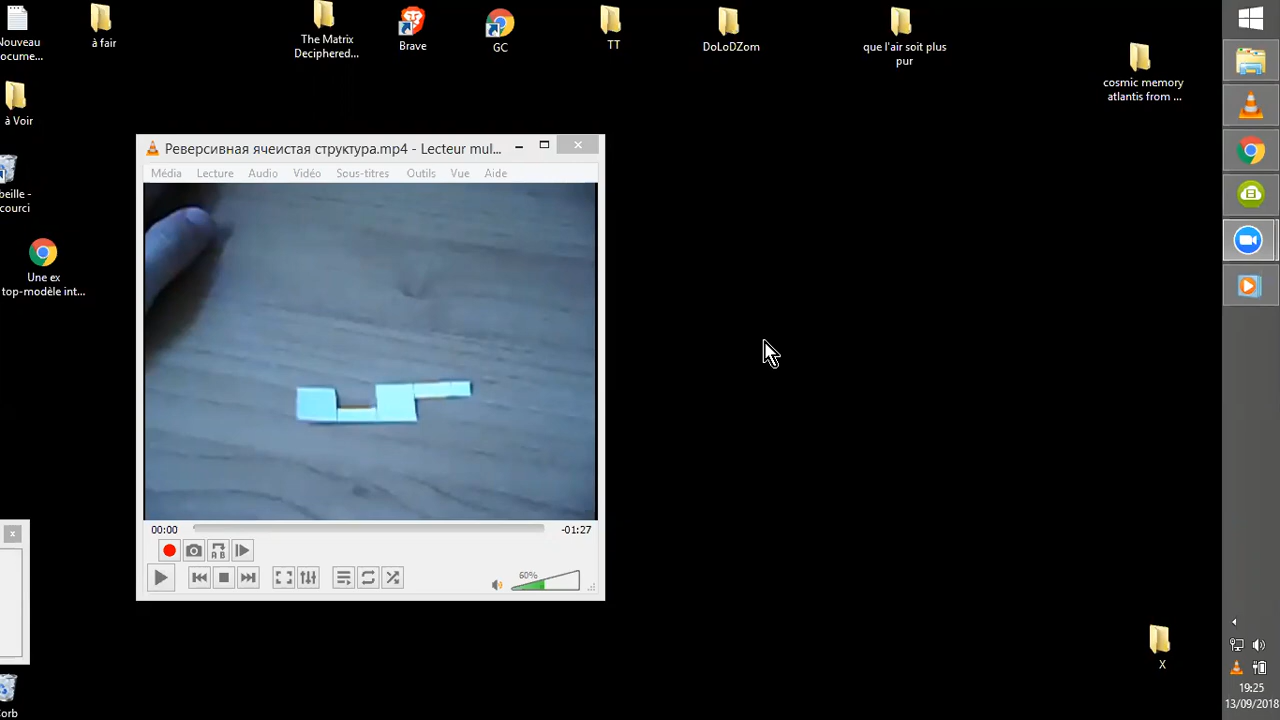 Nouveau
Docume...
à fair
The Matrix
Deciphered...
Brave
GC
TT
DoLoDZom
que l'air soit plus
pur
cosmic memory
atlantis from ...
à Voir
beille -
courci
Une ex
top-modèle int...
Реверсивная ячеистая структура.mp4 - Lecteur mul...
Média Lecture Audio Vidéo Sous-titres Outils Vue Aide
00:00
-01:27
A B
60%
x
X
Corb
19:25
13/09/2018